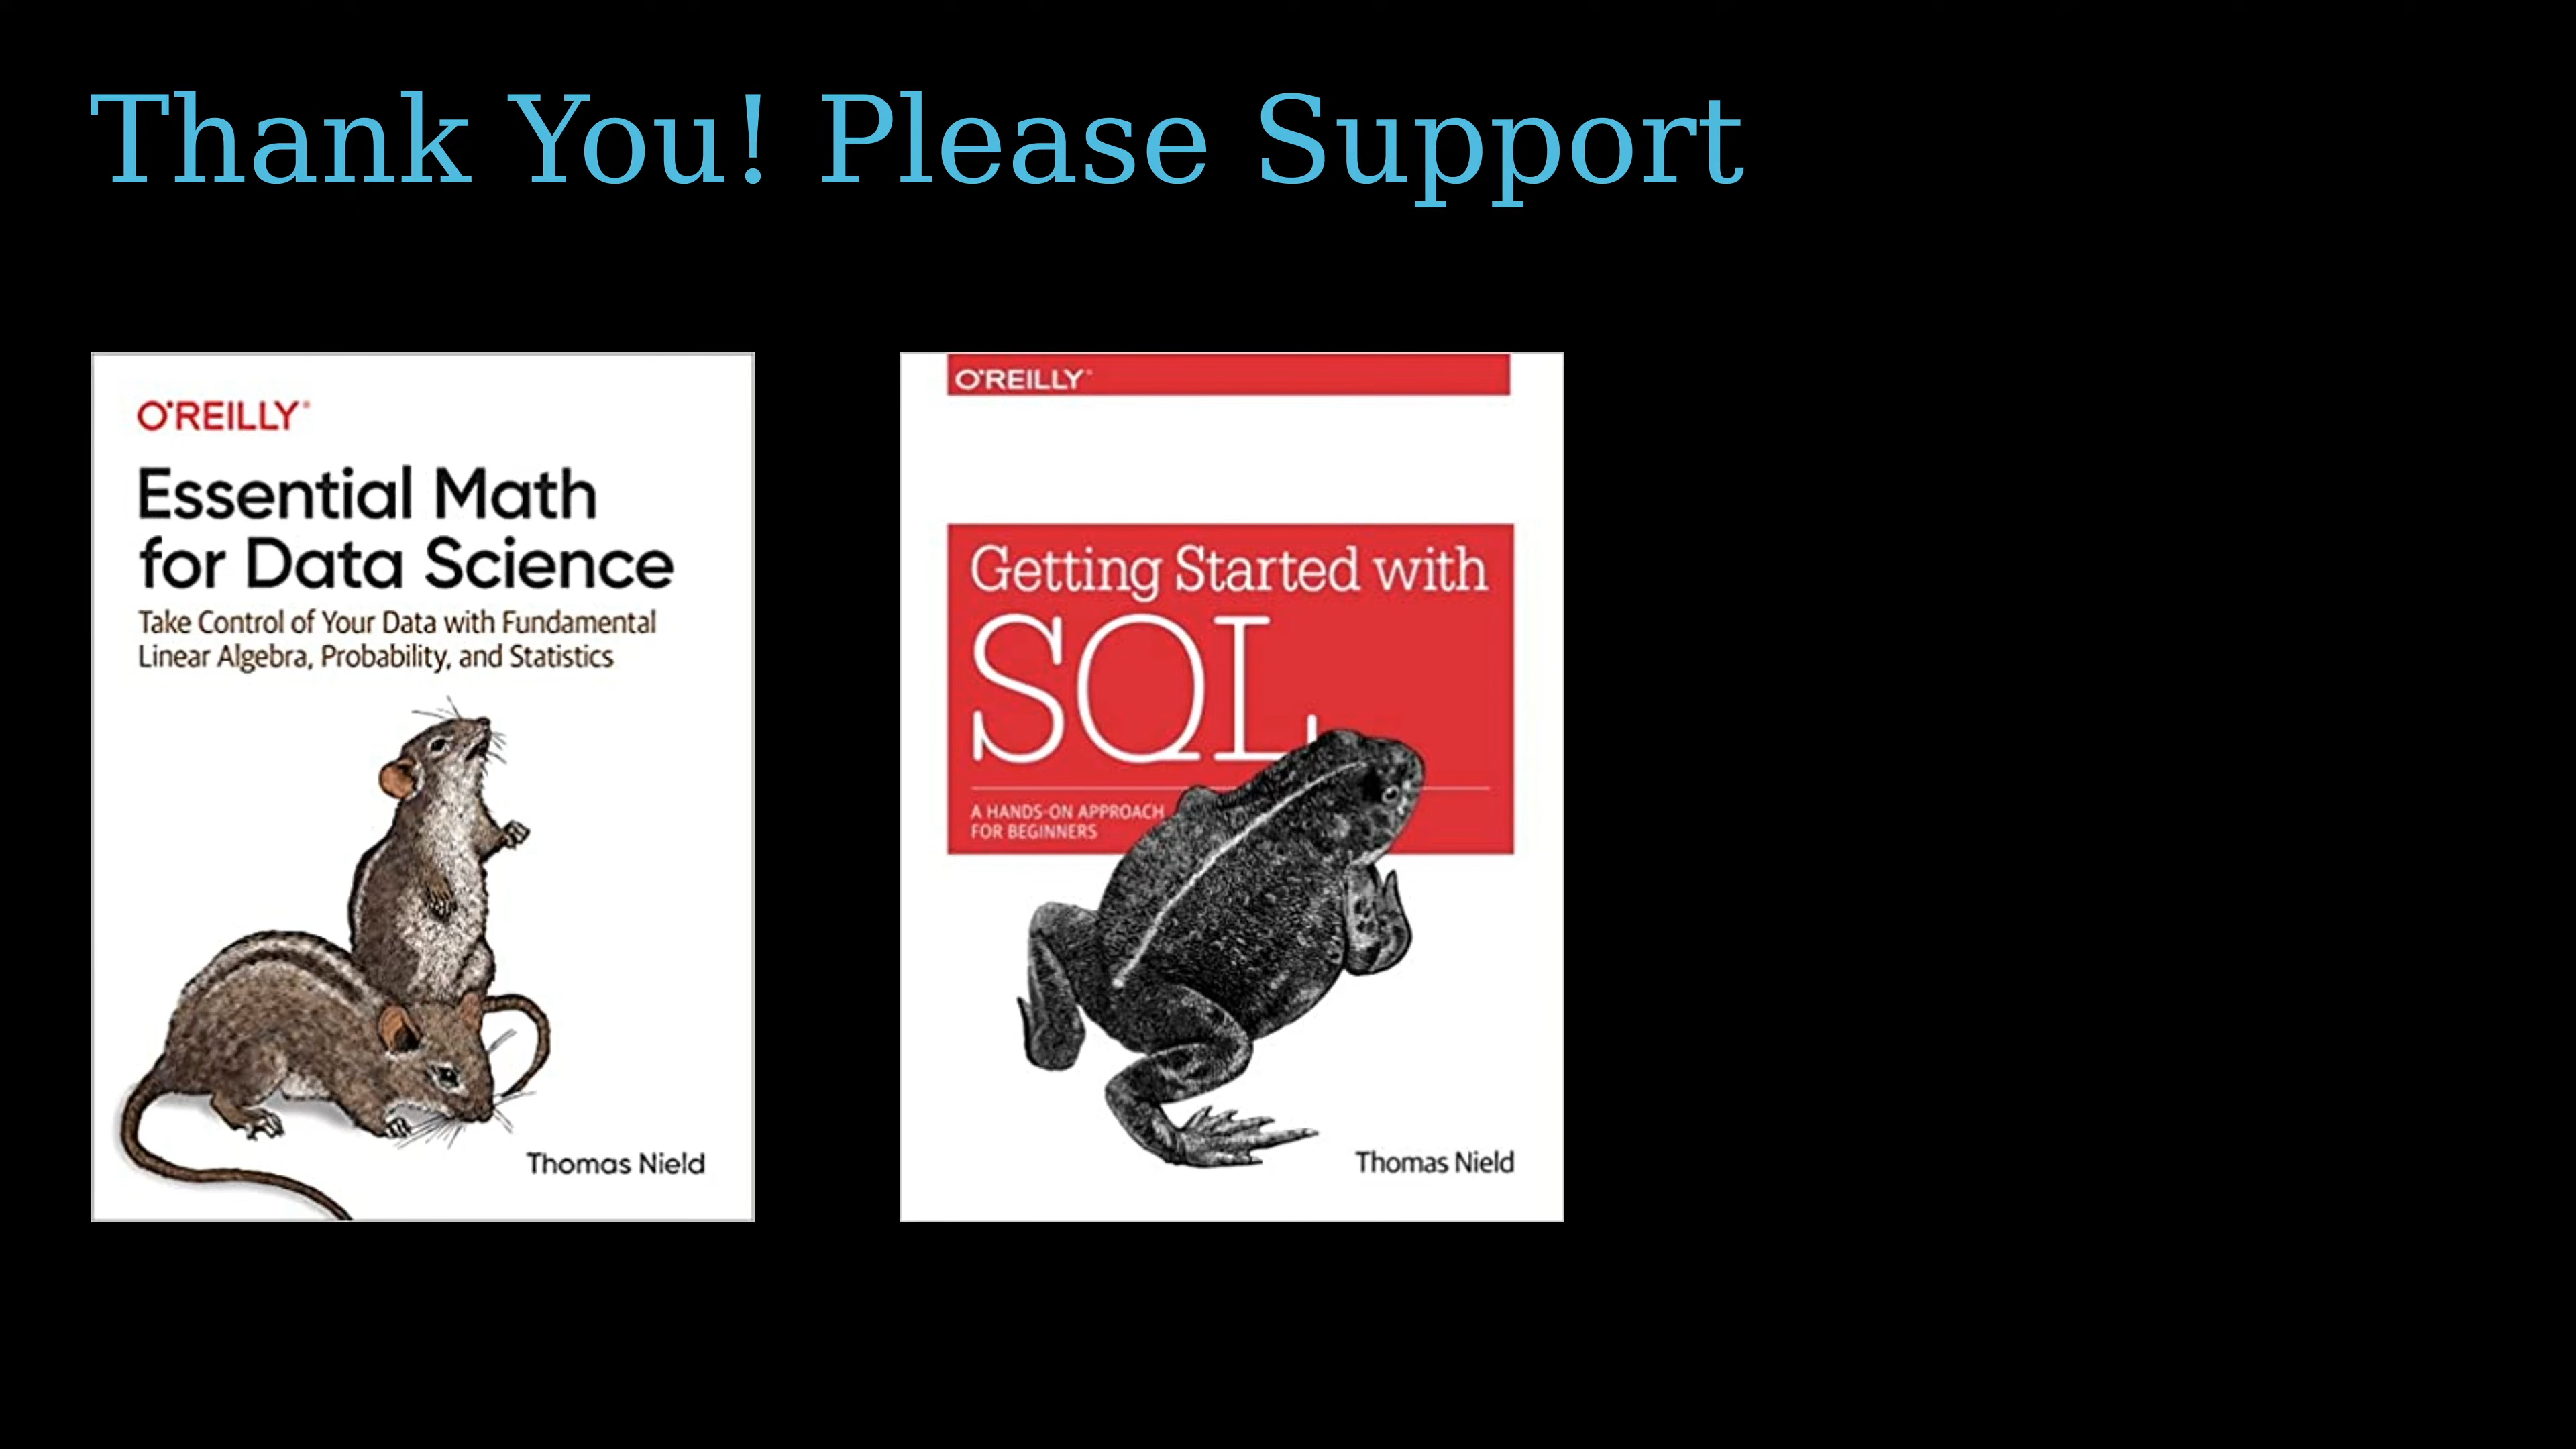 Thank You! Please Support
O'REILLY®
Essential Math
for Data Science
Take Control of Your Data with Fundamental
Linear Algebra, Probability, and Statistics
Thomas Nield
O'REILLY®
Getting Started with
SQL
A HANDS-ON APPROACH
FOR BEGINNERS
Thomas Nield